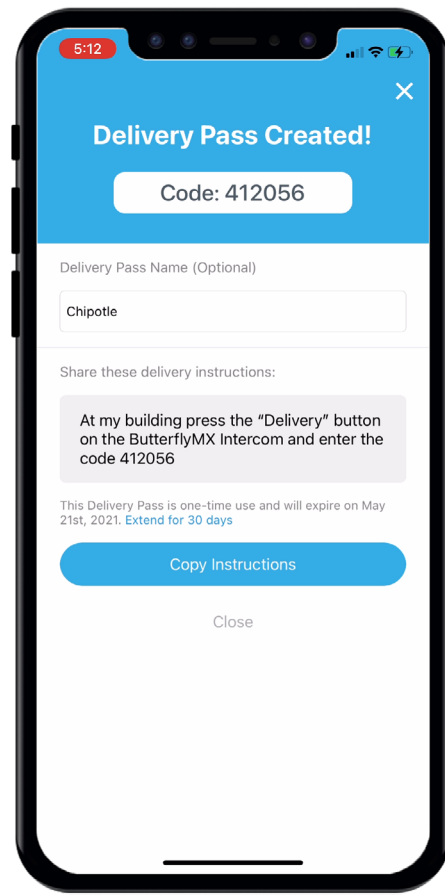 5:12
Delivery Pass Created!
Code: 412056
Delivery Pass Name (Optional)
Chipotle
Share these delivery instructions:
At my building press the “Delivery” button
on the ButterflyMX Intercom and enter the
code 412056
This Delivery Pass is one-time use and will expire on May
21st, 2021. Extend for 30 days
Copy Instructions
Close